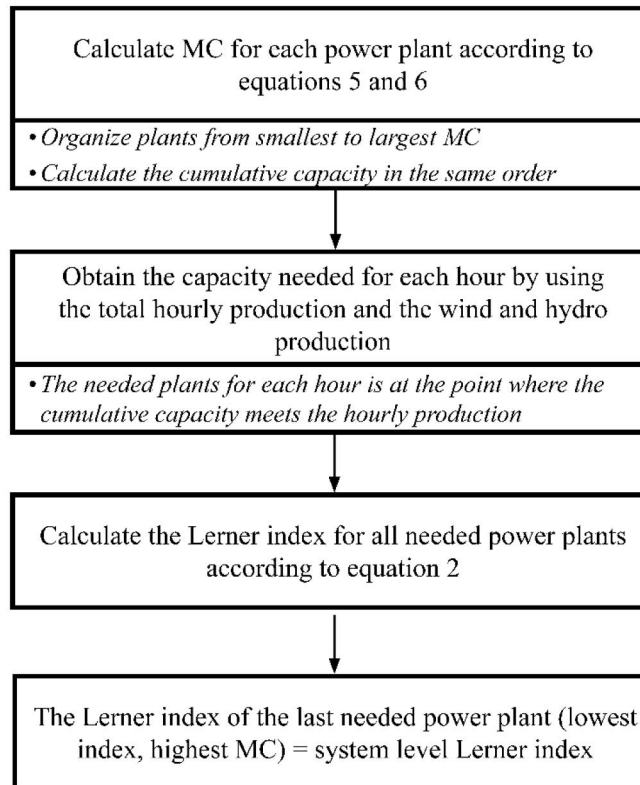 Calculate MC for each power plant according to
equations 5 and 6
• Organize plants from smallest to largest MC
• Calculate the cumulative capacity in the same order
Obtain the capacity needed for each hour by using
the total hourly production and the wind and hydro
production
• The needed plants for each hour is at the point where the
cumulative capacity meets the hourly production
Calculate the Lerner index for all needed power plants
according to equation 2
The Lerner index of the last needed power plant (lowest
index, highest MC) = system level Lerner index